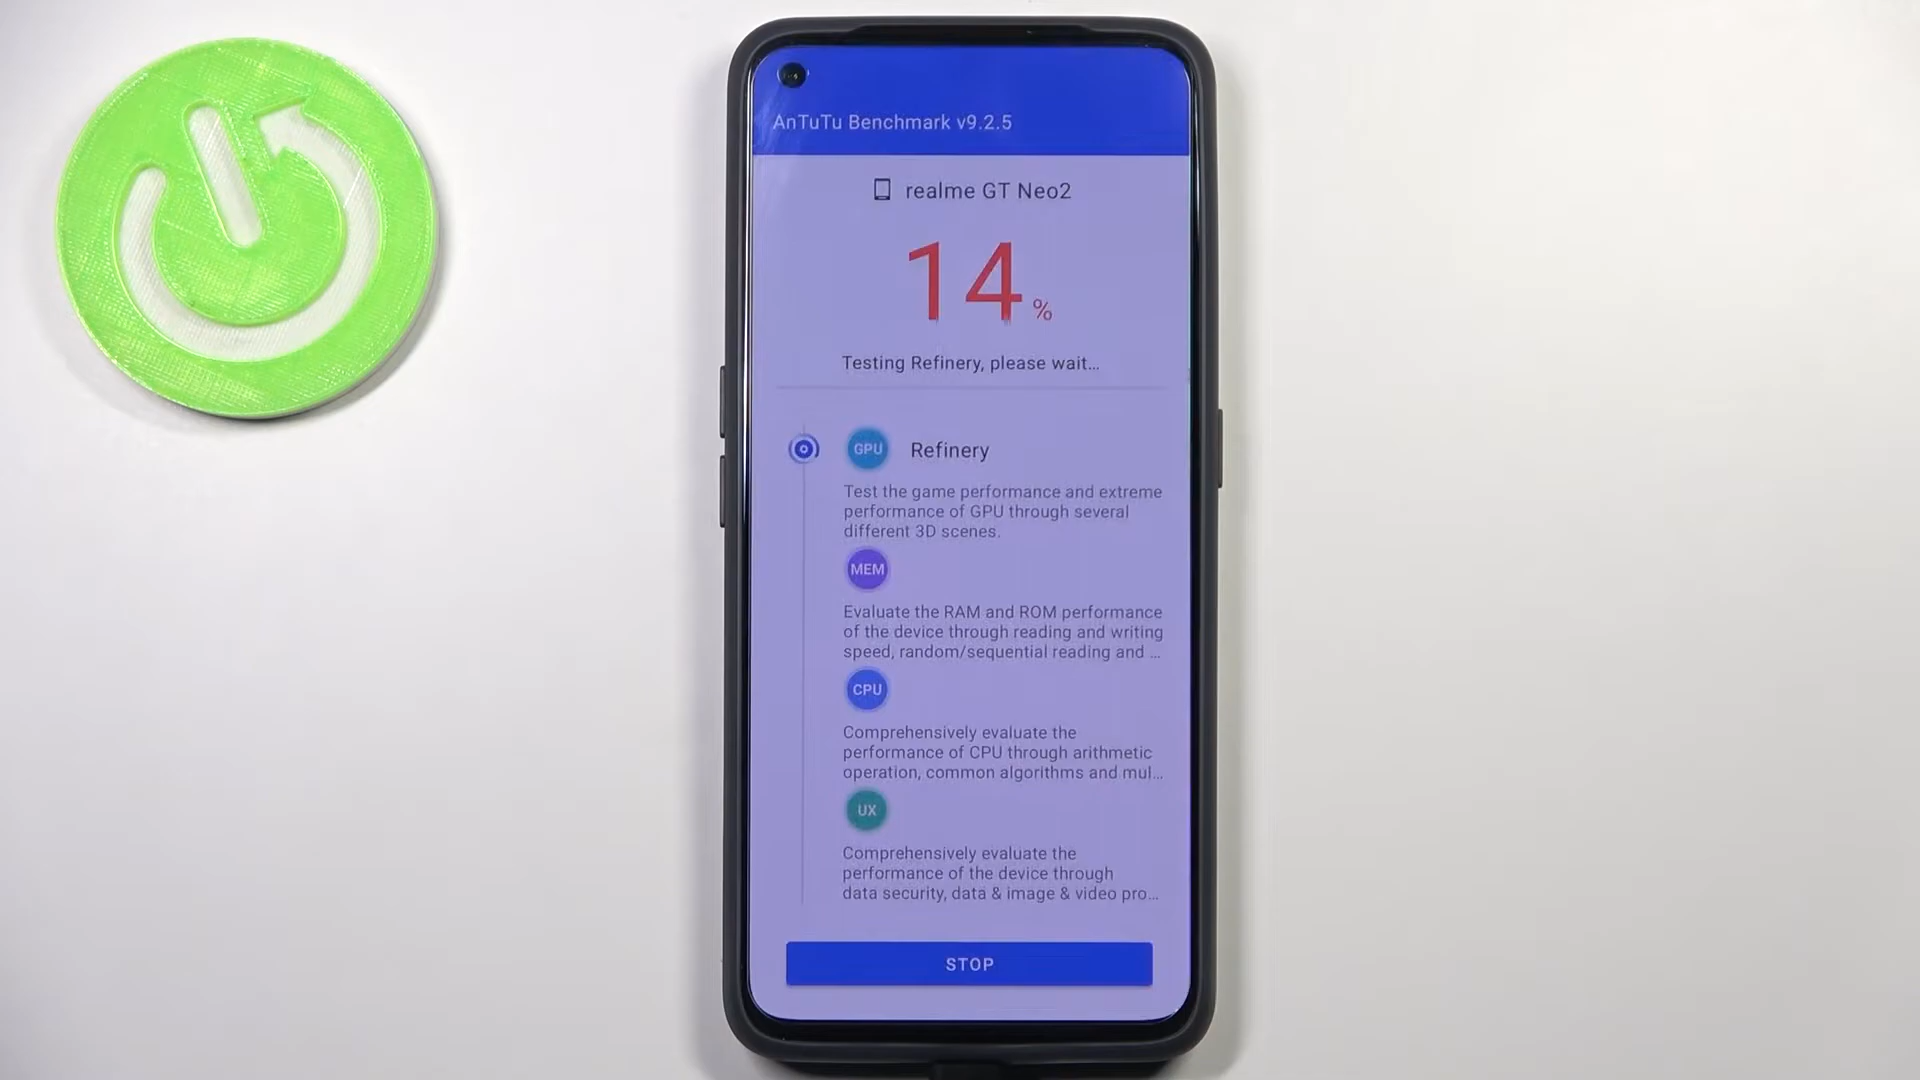 AnTuTu Benchmark v9.2.5
realme GT Neo2
14%
Testing Refinery, please wait...
GPU Refinery
Test the game performance and extreme
performance of GPU through several
different 3D scenes.
MEM
Evaluate the RAM and ROM performance
of the device through reading and writing
speed, random/sequential reading and ...
CPU
Comprehensively evaluate the
performance of CPU through arithmetic
operation, common algorithms and mul...
UX
Comprehensively evaluate the
performance of the device through
data security, data & image & video pro...
STOP